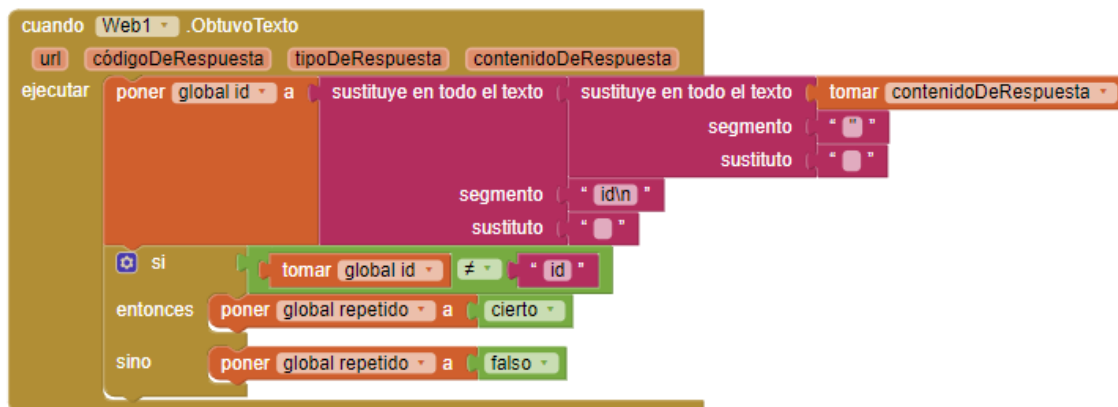 cuando Web1 .ObtuvoTexto
url códigoDeRespuesta tipoDeRespuesta contenidoDeRespuesta
ejecutar poner global id a sustituye en todo el texto sustituye en todo el texto tomar contenidoDeRespuesta
segmento " " "
sustituto " "
segmento " id\n "
sustituto " "
si tomar global id ≠ " id "
entonces poner global repetido a cierto
sino poner global repetido a falso